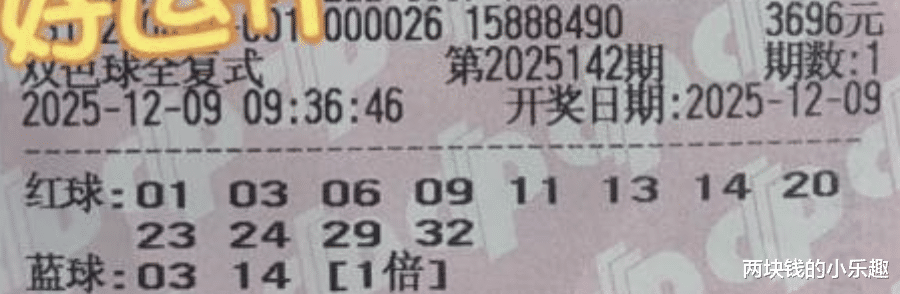 好运
000026 15888490 3696元
双色球全复式 第2025142期 期数:1
2025-12-09 09:36:46 开奖日期:2025-12-09
红球:01 03 06 09 11 13 14 20
23 24 29 32
蓝球:03 14 [1倍]
两块钱的小乐趣